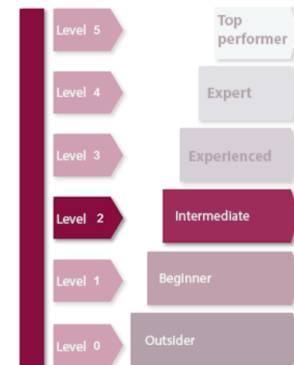 Level 5
Top
performer
Level 4
Expert
Level 3
Experienced
Level 2
Intermediate
Level 1
Beginner
Level 0
Outsider